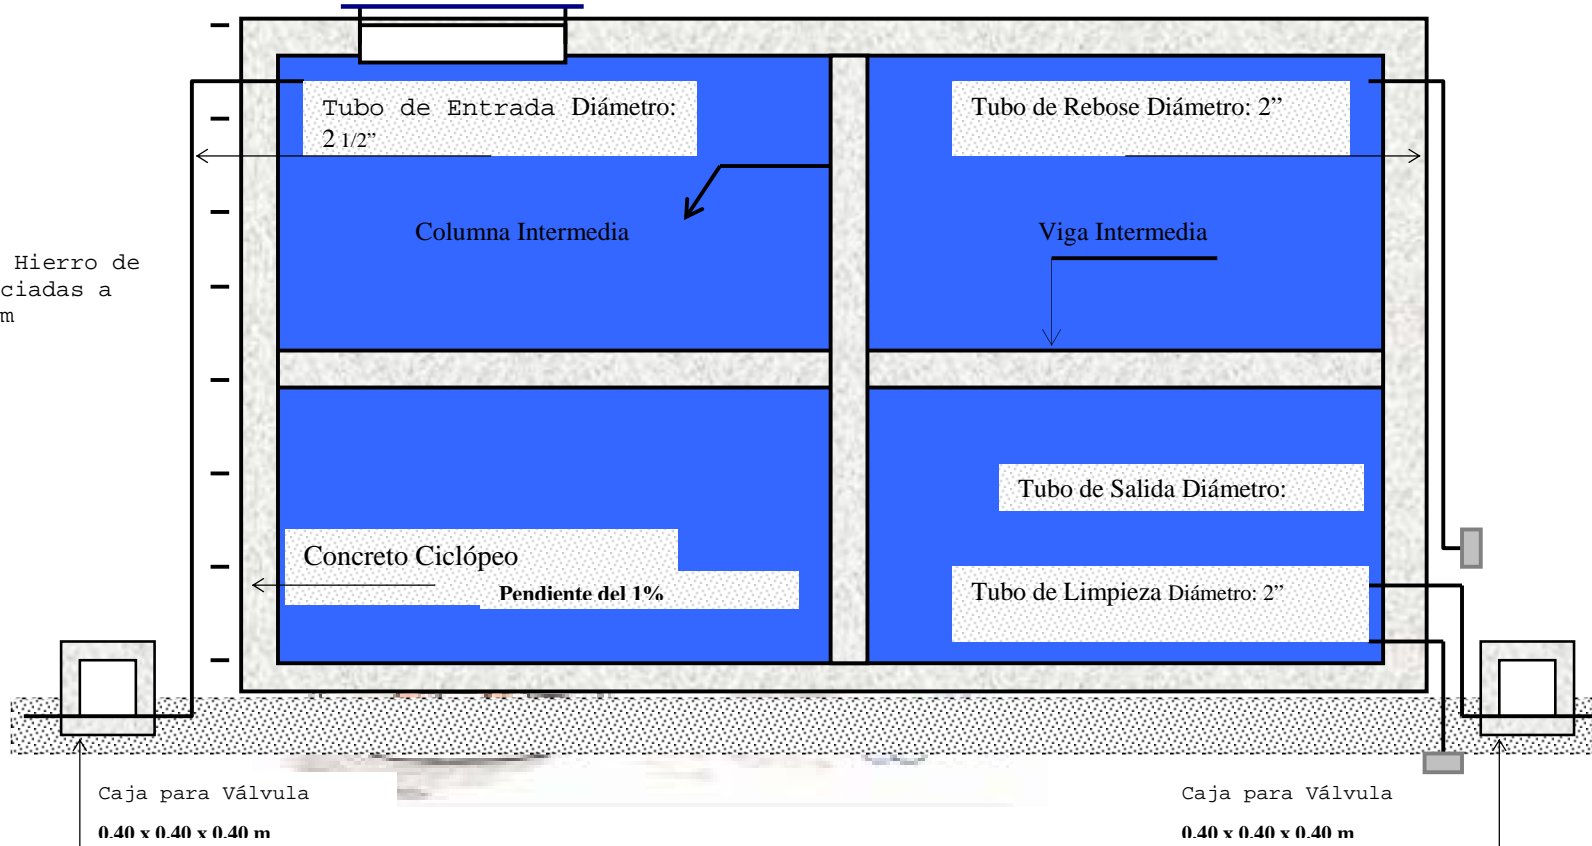 Tubo de Entrada Diámetro:
2 1/2”
Tubo de Rebose Diámetro: 2”
Columna Intermedia
Viga Intermedia
Hierro de
ciadas a
m
Tubo de Salida Diámetro:
Concreto Ciclópeo
Pendiente del 1%
Tubo de Limpieza Diámetro: 2”
Caja para Válvula
0.40 x 0.40 x 0.40 m
Caja para Válvula
0.40 x 0.40 x 0.40 m